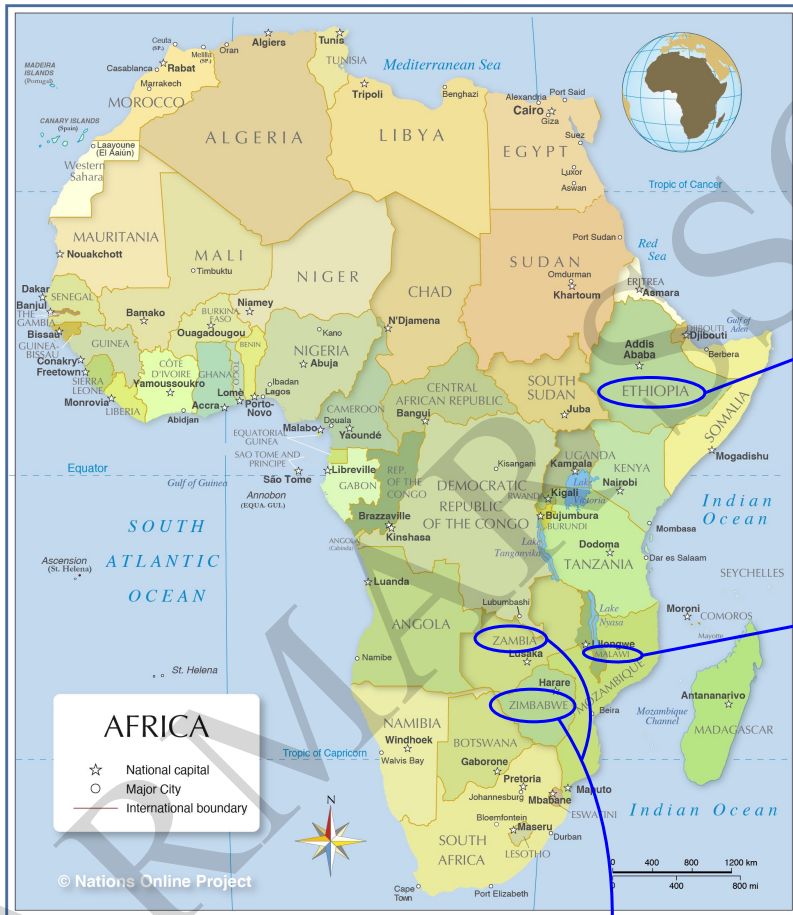 Ceuta
(SP.)
Melilla
(SP.)
Oran
Algiers
Tunis
TUNISIA
MADEIRA
ISLANDS
(Portugal)
Casablanca
Rabat
Marrakech
MOROCCO
Mediterranean Sea
Tripoli
Benghazi
Alexandria
Port Said
Cairo
Giza
Suez
CANARY ISLANDS
(Spain)
Laayoune
(El Aaiún)
Western
Sahara
ALGERIA
LIBYA
EGYPT
Luxor
Aswan
Tropic of Cancer
MAURITANIA
Nouakchott
MALI
Timbuktu
NIGER
CHAD
SUDAN
Port Sudan
Omdurman
Khartoum
Red
Sea
ERITREA
Asmara
Dakar
SENEGAL
Banjul
THE
GAMBIA
Bissau
GUINEA-
BISSAU
Bamako
BURKINA
FASO
Ouagadougou
Niamey
N'Djamena
GUINEA
Conakry
Freetown
SIERRA
LEONE
Monrovia
LIBERIA
CÔTE
D'IVOIRE
Yamoussoukro
Abidjan
GHANA
Accra
TOGO
Lomé
BENIN
Porto-
Novo
Kano
NIGERIA
Abuja
Ibadan
Lagos
DJIBOUTI
Djibouti
Gulf of
Aden
Berbera
Addis
Ababa
ETHIOPIA
SOMALIA
Mogadishu
CENTRAL
AFRICAN REPUBLIC
Bangui
SOUTH
SUDAN
Juba
CAMEROON
Douala
Malabo
Yaoundé
EQUATORIAL
GUINEA
SAO TOME AND
PRINCIPE
São Tome
Libreville
GABON
REP.
OF THE
CONGO
Equator
Gulf of Guinea
Annobon
(EQUA. GUI.)
Kisangani
DEMOCRATIC
REPUBLIC
OF THE CONGO
UGANDA
Kampala
KENYA
Nairobi
Lake
Victoria
RWANDA
Kigali
Bujumbura
BURUNDI
Brazzaville
Kinshasa
ANGOLA
(Cabinda)
Lake
Tanganyika
Dodoma
TANZANIA
Mombasa
Dar es Salaam
Indian
Ocean
SEYCHELLES
SOUTH
ATLANTIC
OCEAN
Ascension
(St. Helena)
Luanda
ANGOLA
Namibe
Lubumbashi
ZAMBIA
Lusaka
Lake
Nyasa
Lilongwe
MALAWI
Moroni
COMOROS
Mayotte
St. Helena
Harare
ZIMBABWE
MOZAMBIQUE
Beira
Mozambique
Channel
Antananarivo
MADAGASCAR
NAMIBIA
Windhoek
Walvis Bay
Tropic of Capricorn
BOTSWANA
Gaborone
Pretoria
Johannesburg
Mbabane
Maputo
ESWATINI
Bloemfontein
Maseru
Durban
LESOTHO
SOUTH
AFRICA
Cape
Town
Port Elizabeth
Indian Ocean
AFRICA
National capital
Major City
International boundary
N
0 400 800 1200 km
0 400 800 mi
© Nations Online Project